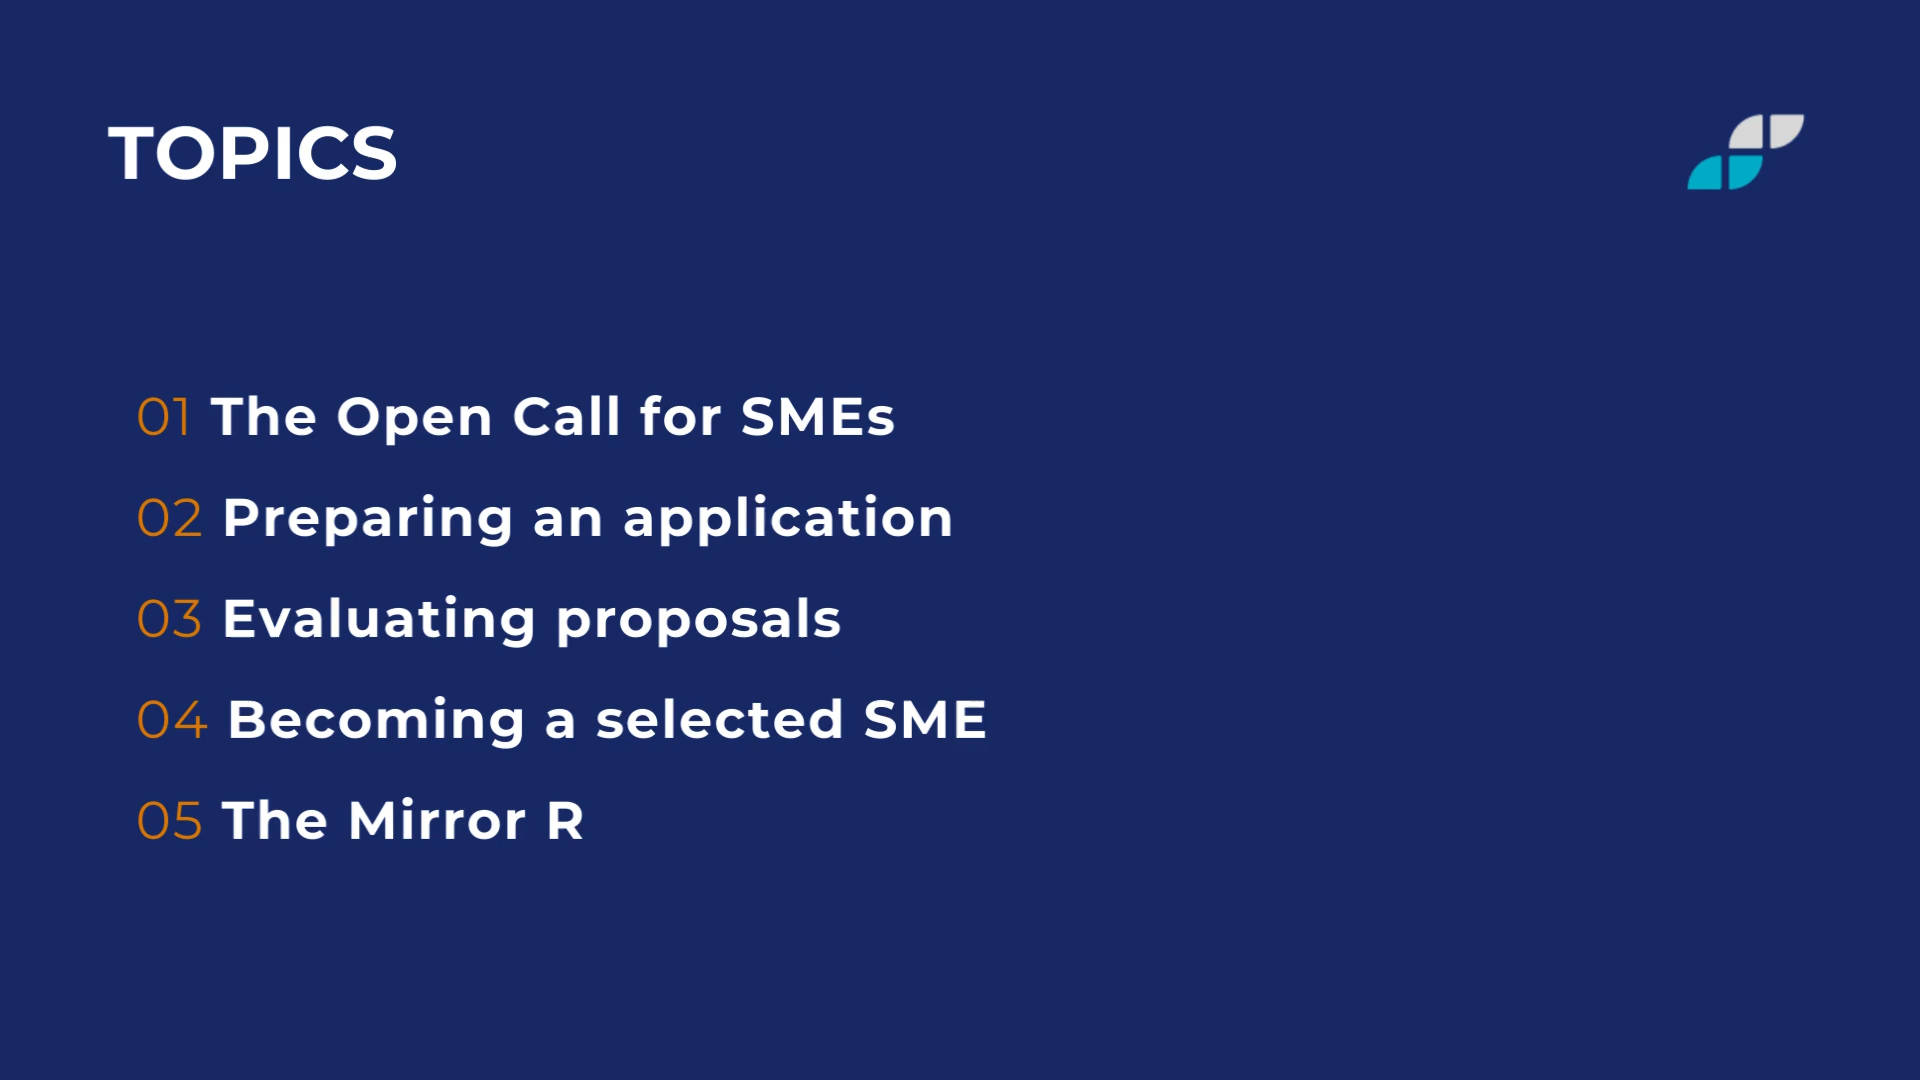 TOPICS
01 The Open Call for SMEs
02 Preparing an application
03 Evaluating proposals
04 Becoming a selected SME
05 The Mirror R